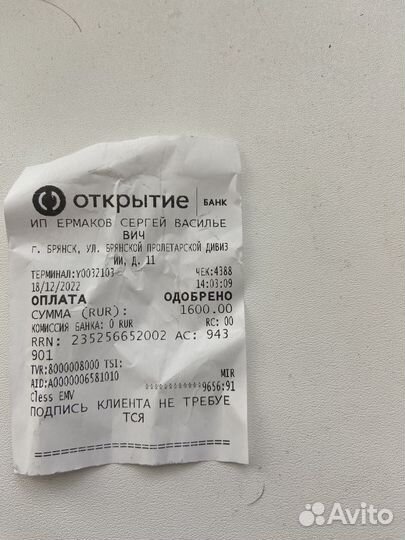 ОТКРЫТИЕ БАНК
ИП ЕРМАКОВ СЕРГЕЙ ВАСИЛЬЕ
ВИЧ
Г. БРЯНСК, УЛ. БРЯНСКОЙ ПРОЛЕТАРСКОЙ ДИВИЗ
ИИ, Д. 11
ТЕРМИНАЛ:Y0032103 ЧЕК:4388
18/12/2022 14:03:09
ОПЛАТА ОДОБРЕНО
СУММА (RUR): 1600.00
КОМИССИЯ БАНКА: 0 RUR RC: 00
RRN: 235256652002 AC: 943
901
TVR:8000008000 TSI:
AID:A0000006581010 MIR
Cless EMV ************9656:91
ПОДПИСЬ КЛИЕНТА НЕ ТРЕБУЕ
ТСЯ
==============================
Avito